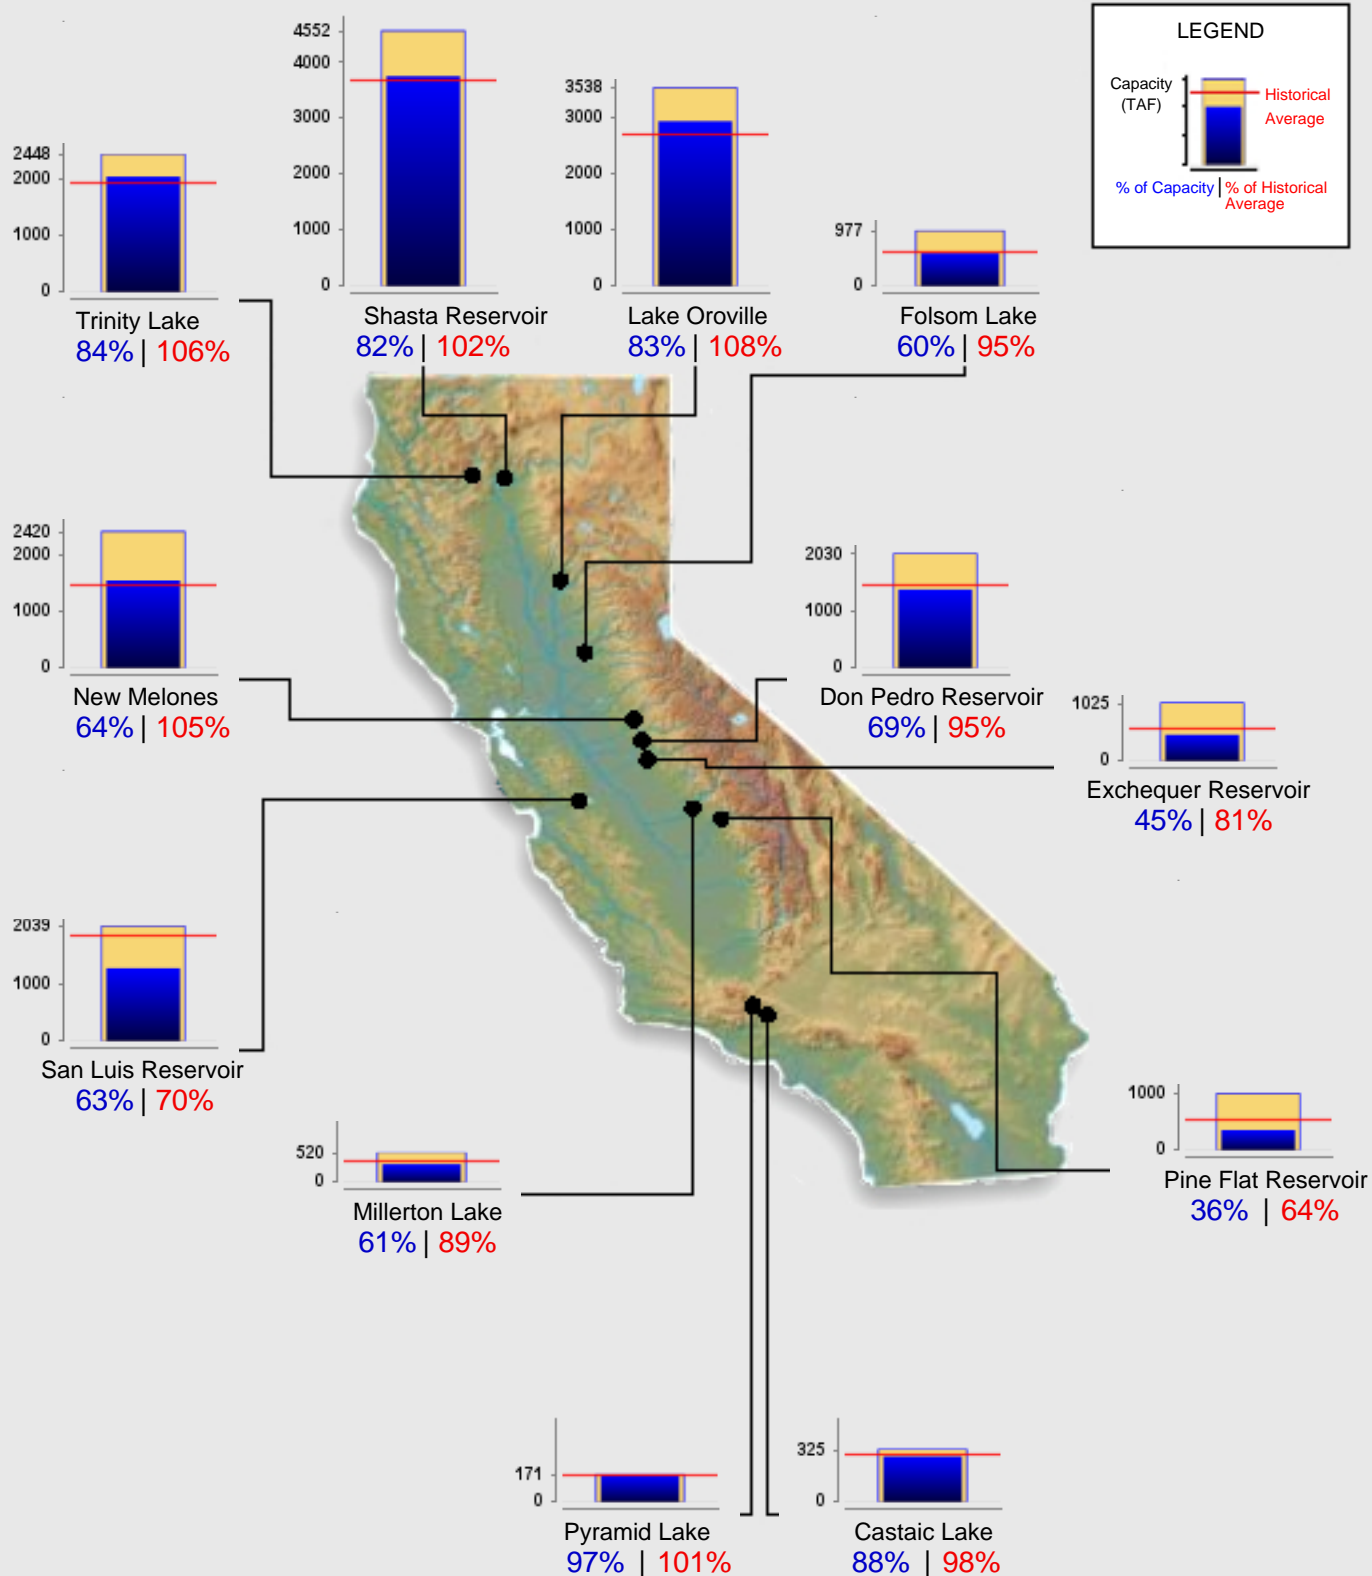 LEGEND
Capacity
(TAF)
Historical
Average
% of Capacity | % of Historical
Average
4552
4000
3000
2000
1000
0
Shasta Reservoir
82% | 102%
3538
3000
2000
1000
0
Lake Oroville
83% | 108%
2448
2000
1000
0
Trinity Lake
84% | 106%
977
0
Folsom Lake
60% | 95%
2420
2000
1000
0
New Melones
64% | 105%
2030
1000
0
Don Pedro Reservoir
69% | 95%
1025
0
Exchequer Reservoir
45% | 81%
2039
1000
0
San Luis Reservoir
63% | 70%
520
0
Millerton Lake
61% | 89%
1000
0
Pine Flat Reservoir
36% | 64%
171
0
Pyramid Lake
97% | 101%
325
0
Castaic Lake
88% | 98%